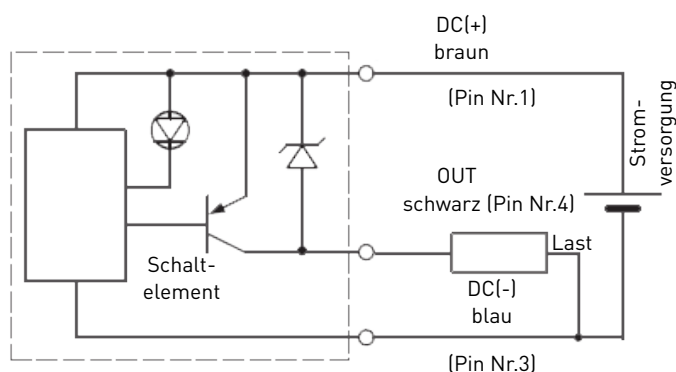 DC(+)
braun
(Pin Nr.1)
Strom-
versorgung
OUT
schwarz (Pin Nr.4)
Last
Schalt-
element
DC(-)
blau
(Pin Nr.3)